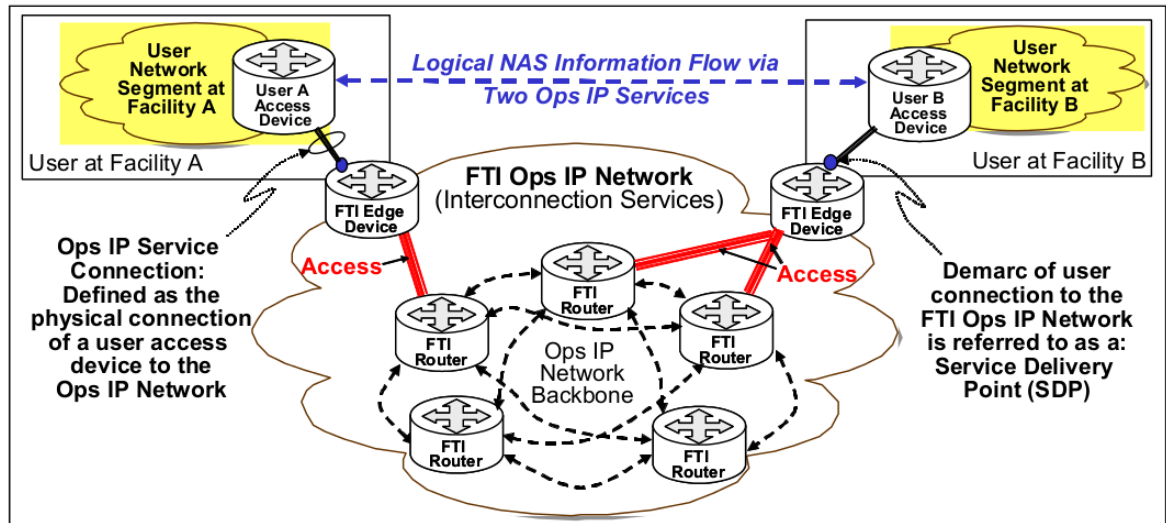 User
Network
Segment at
Facility A
User A
Access
Device
User at Facility A
Logical NAS Information Flow via
Two Ops IP Services
User
Network
Segment at
Facility B
User B
Access
Device
User at Facility B
FTI Edge
Device
FTI Ops IP Network
(Interconnection Services)
FTI Edge
Device
Ops IP Service
Connection:
Defined as the
physical connection
of a user access
device to the
Ops IP Network
Access
Access
Demarc of user
connection to the
FTI Ops IP Network
is referred to as a:
Service Delivery
Point (SDP)
FTI
Router
FTI
Router
FTI
Router
Ops IP
Network
Backbone
FTI
Router
FTI
Router